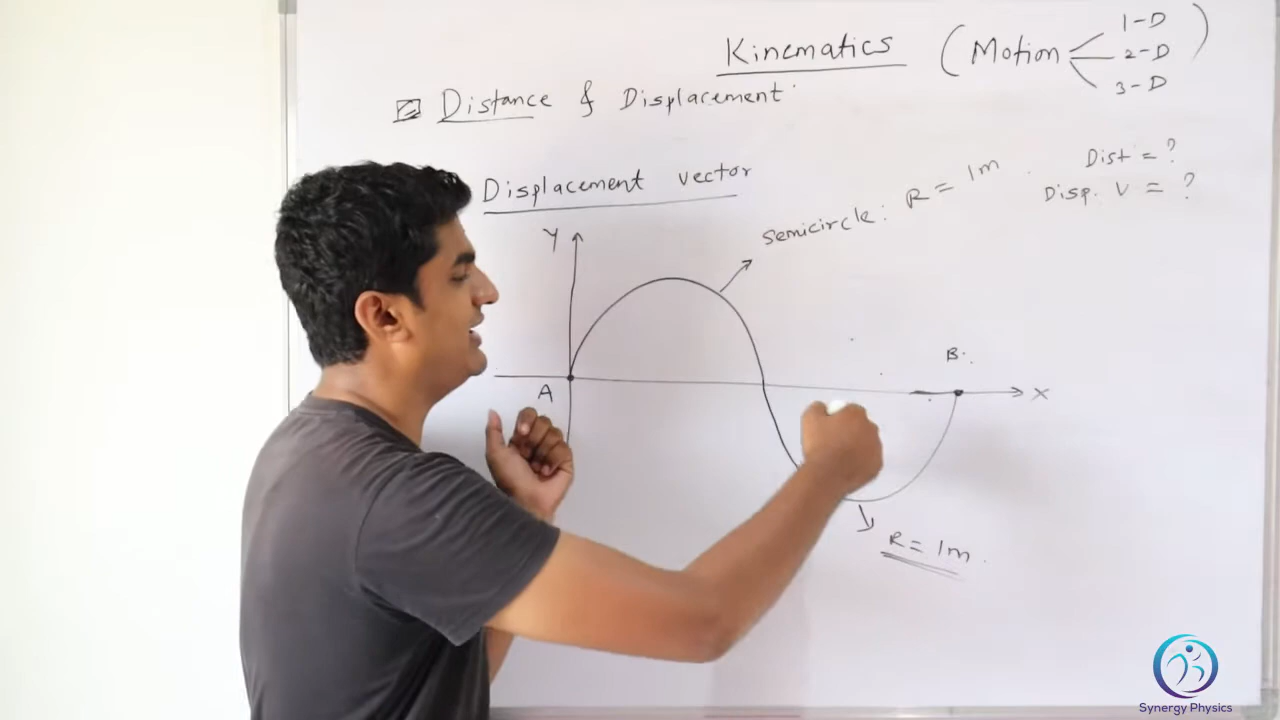 Kinematics (Motion 1-D
2-D
3-D )
Distance & Displacement
Displacement vector
Semicircle: R = 1m.
Dist = ?
Disp. V = ?
Y
A
B.
X
R = 1m.
Synergy Physics